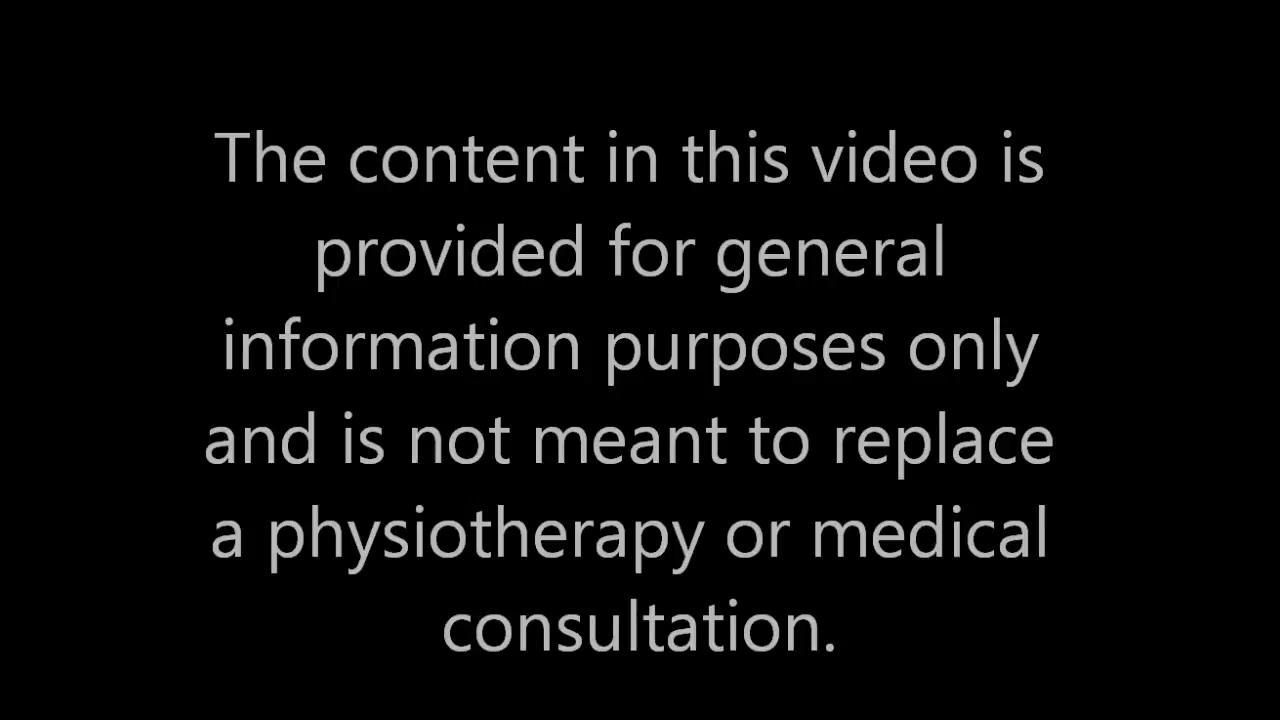 The content in this video is
provided for general
information purposes only
and is not meant to replace
a physiotherapy or medical
consultation.